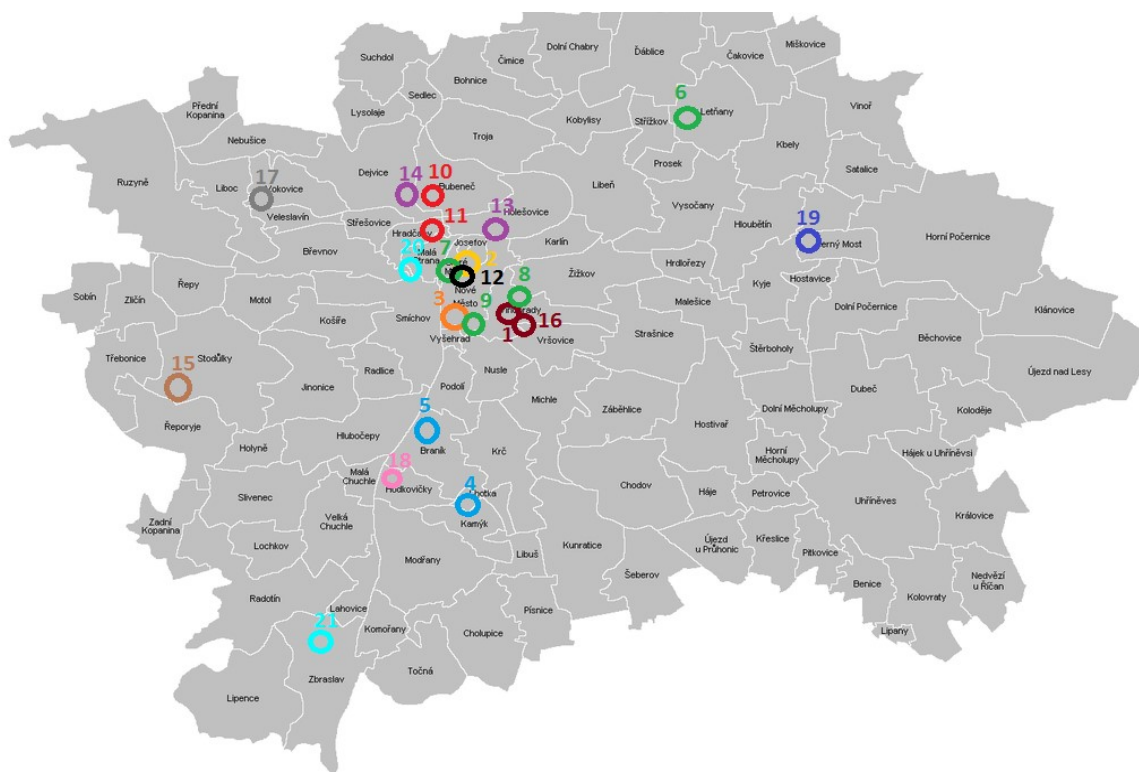 Suchdol
Sedlec
Bohnice
Čimice
Dolní Chabry
Ďáblice
Čakovice
Miškovice
Přední
Kopanina
Lysolaje
Nebušice
Troja
Kobylisy
Střížkov
6
Letňany
Vinoř
Kbely
Ruzyně
Liboc
17
Vokovice
Veleslavín
Dejvice
14
10
Bubeneč
Prosek
Libeň
Vysočany
Satalice
Střešovice
11
13
Holešovice
Hloubětín
19
Horní Počernice
Břevnov
20
Malá
Strana
7
Josefov
2
12
Karlín
Žižkov
Hrdlořezy
Kyje
Hostavice
Sobín
Zličín
Řepy
Motol
Košíře
Smíchov
3
Nové
Město
9
8
1
16
Vršovice
Malešice
Strašnice
Štěrboholy
Dolní Počernice
Klánovice
Běchovice
Vyšehrad
Třebonice
15
Stodůlky
Jinonice
Radlice
Podolí
Nusle
Michle
Újezd nad Lesy
Dubeč
Koloděje
Řeporyje
Holyně
Hlubočepy
5
Braník
Krč
Záběhlice
Hostivař
Dolní Měcholupy
Horní
Měcholupy
Hájek u Uhříněvsi
Zadní
Kopanina
Slivenec
Malá
Chuchle
18
4
Kamýk
Chodov
Háje
Petrovice
Uhříněves
Královice
Velká
Chuchle
Lochkov
Modřany
Libuš
Kunratice
Újezd
u Průhonic
Křeslice
Pitkovice
Šeberov
Benice
Kolovraty
Nedvězí
u Říčan
Radotín
Lahovice
21
Komořany
Cholupice
Písnice
Lipany
Lipence
Zbraslav
Točná